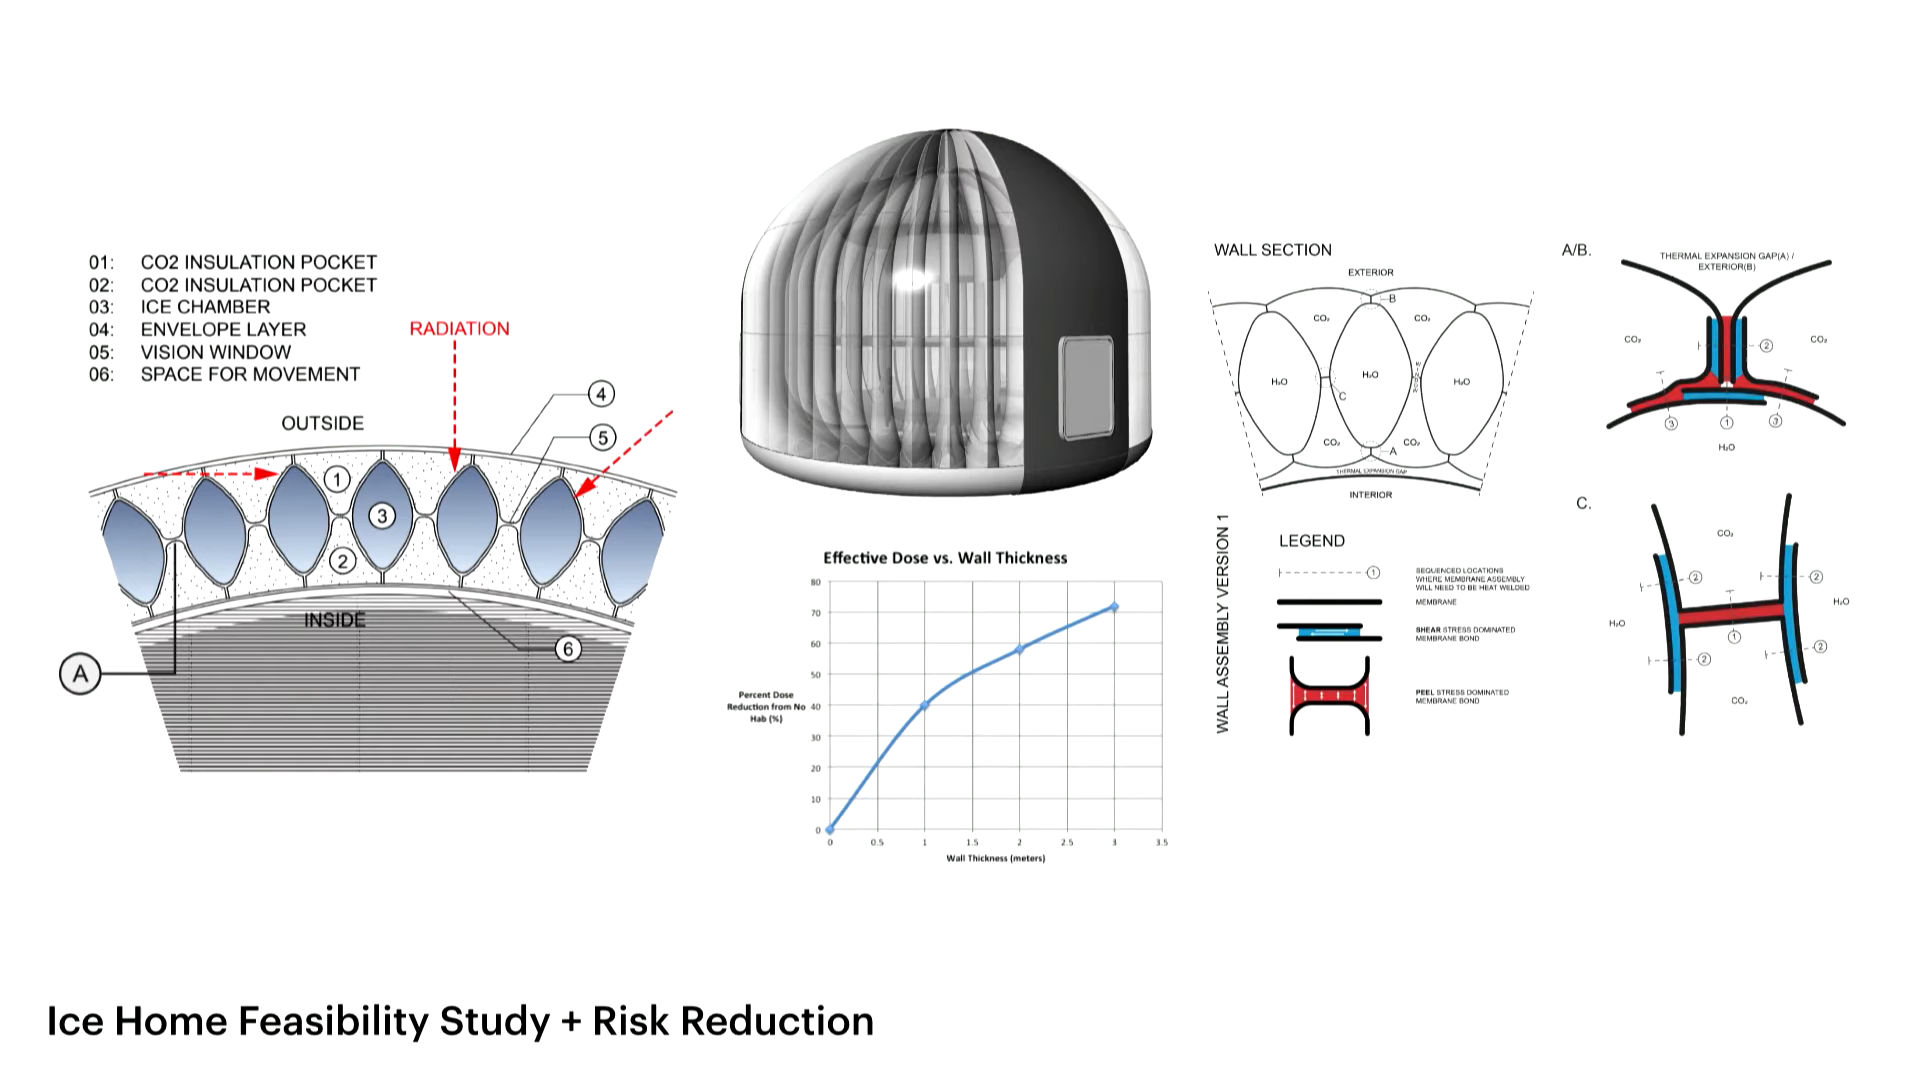 01: CO2 INSULATION POCKET
02: CO2 INSULATION POCKET
03: ICE CHAMBER
04: ENVELOPE LAYER
05: VISION WINDOW
06: SPACE FOR MOVEMENT
RADIATION
OUTSIDE
4
5
1
3
2
INSIDE
6
A
Effective Dose vs. Wall Thickness
Percent Dose
Reduction from No
Hab (%)
80
70
60
50
40
30
20
10
0
0 0.5 1 1.5 2 2.5 3 3.5
Wall Thickness (meters)
WALL SECTION
EXTERIOR
B
CO₂ CO₂
H₂O H₂O H₂O
C
CO₂ CO₂
A
THERMAL EXPANSION GAP
INTERIOR
WALL ASSEMBLY VERSION 1
LEGEND
1
SEQUENCED LOCATIONS
WHERE MEMBRANE ASSEMBLY
WILL NEED TO BE HEAT WELDED
MEMBRANE
SHEAR STRESS DOMINATED
MEMBRANE BOND
PEEL STRESS DOMINATED
MEMBRANE BOND
A/B.
THERMAL EXPANSION GAP(A) /
EXTERIOR(B)
CO₂ 2 CO₂
3 1 3
H₂O
C.
CO₂
2 2
H₂O
H₂O
1
2 2
CO₂
Ice Home Feasibility Study + Risk Reduction